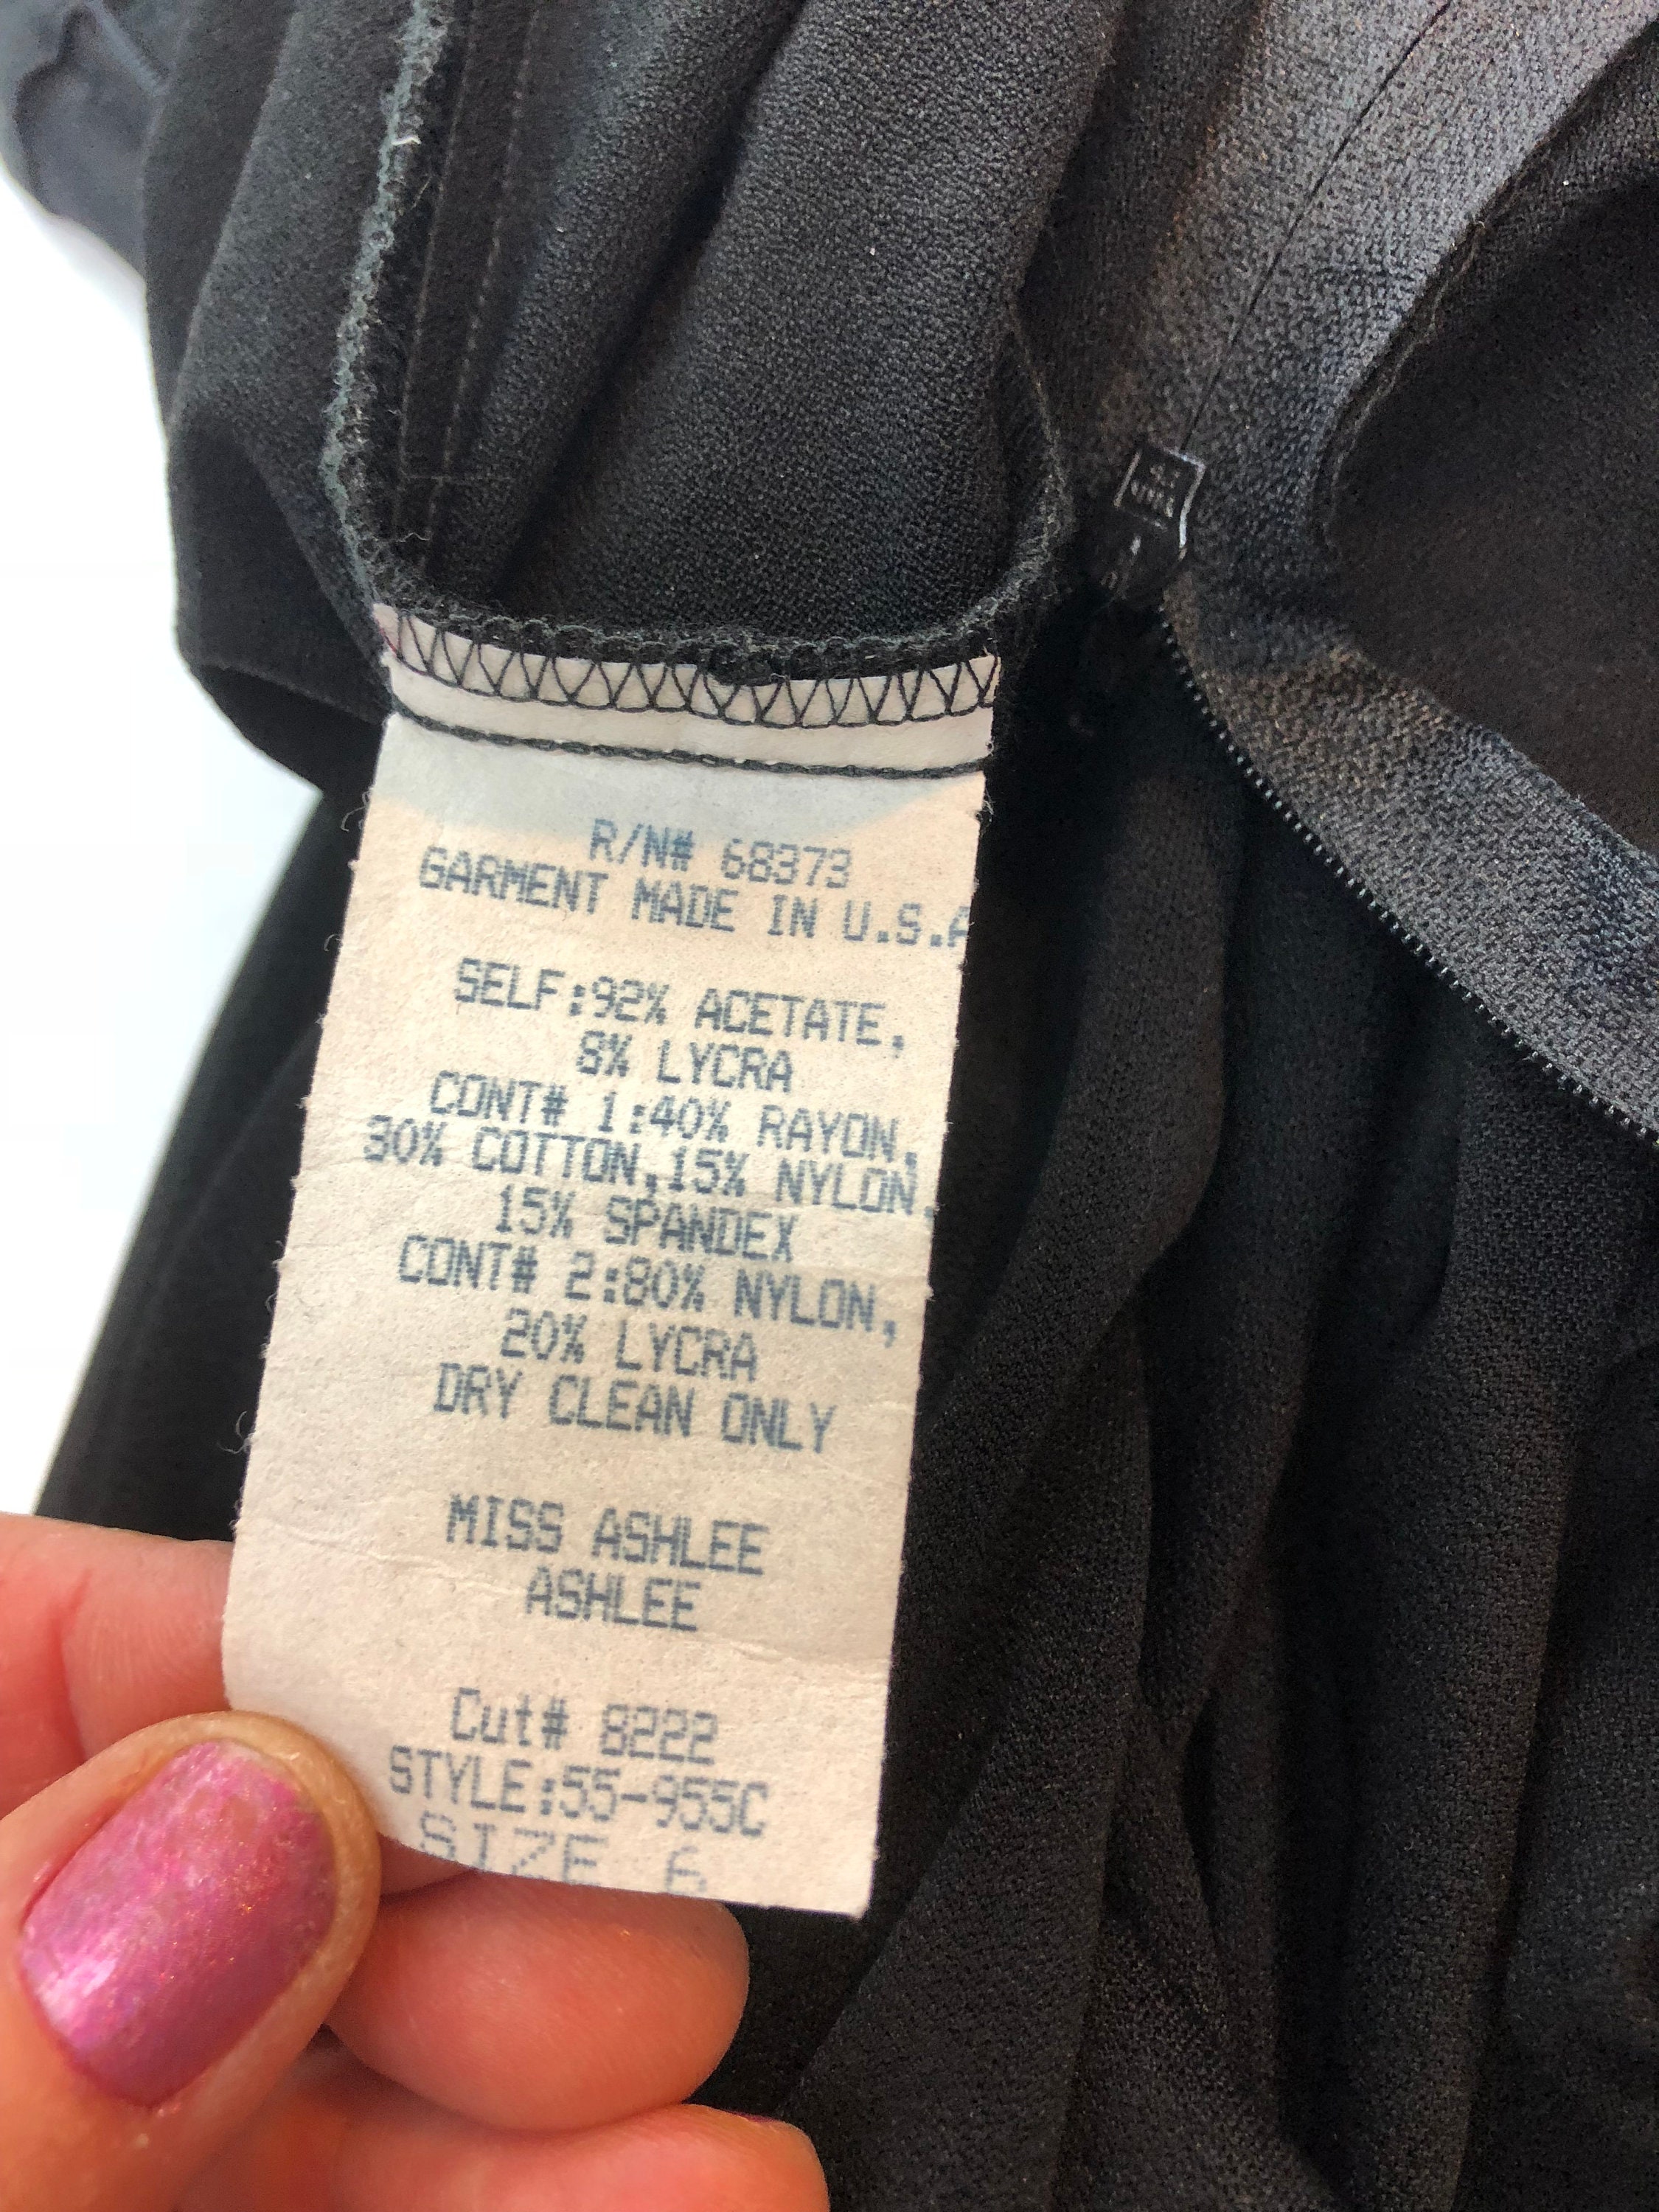 R/N# 68373
GARMENT MADE IN U.S.A
SELF:92% ACETATE,
8% LYCRA
CONT# 1:40% RAYON,
30% COTTON,15% NYLON,
15% SPANDEX
CONT# 2:80% NYLON,
20% LYCRA
DRY CLEAN ONLY
MISS ASHLEE
ASHLEE
Cut# 8222
STYLE:55-955C
SIZE 6